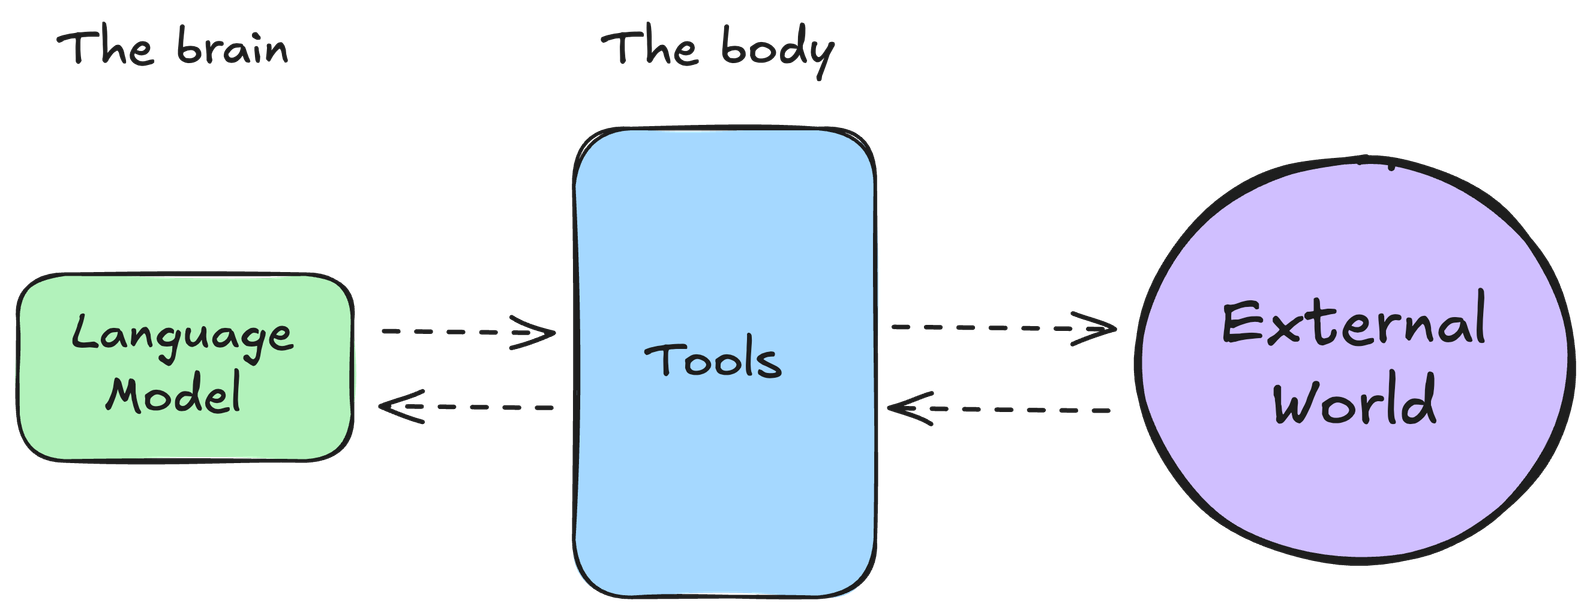 The brain
The body
Language
Model
Tools
External
World